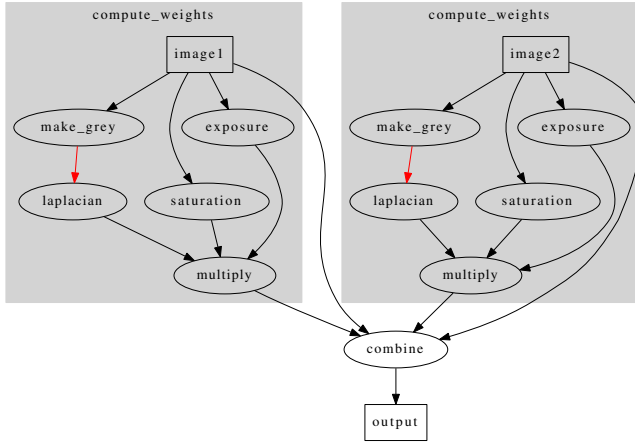 compute_weights
image1
make_grey
exposure
laplacian
saturation
multiply
compute_weights
image2
make_grey
exposure
laplacian
saturation
multiply
combine
output